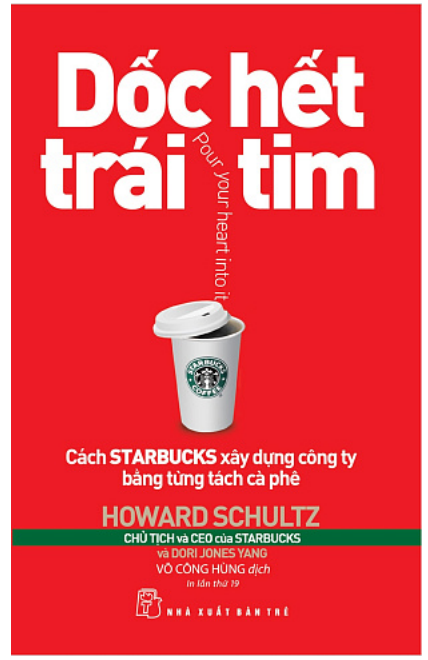 Dốc hết
trái tim
Pour your heart into it
STARBUCKS
COFFEE
Cách STARBUCKS xây dựng công ty
bằng từng tách cà phê
HOWARD SCHULTZ
CHỦ TỊCH và CEO của STARBUCKS
và DORI JONES YANG
VÕ CÔNG HÙNG dịch
In lần thứ 19
NHÀ XUẤT BẢN TRẺ